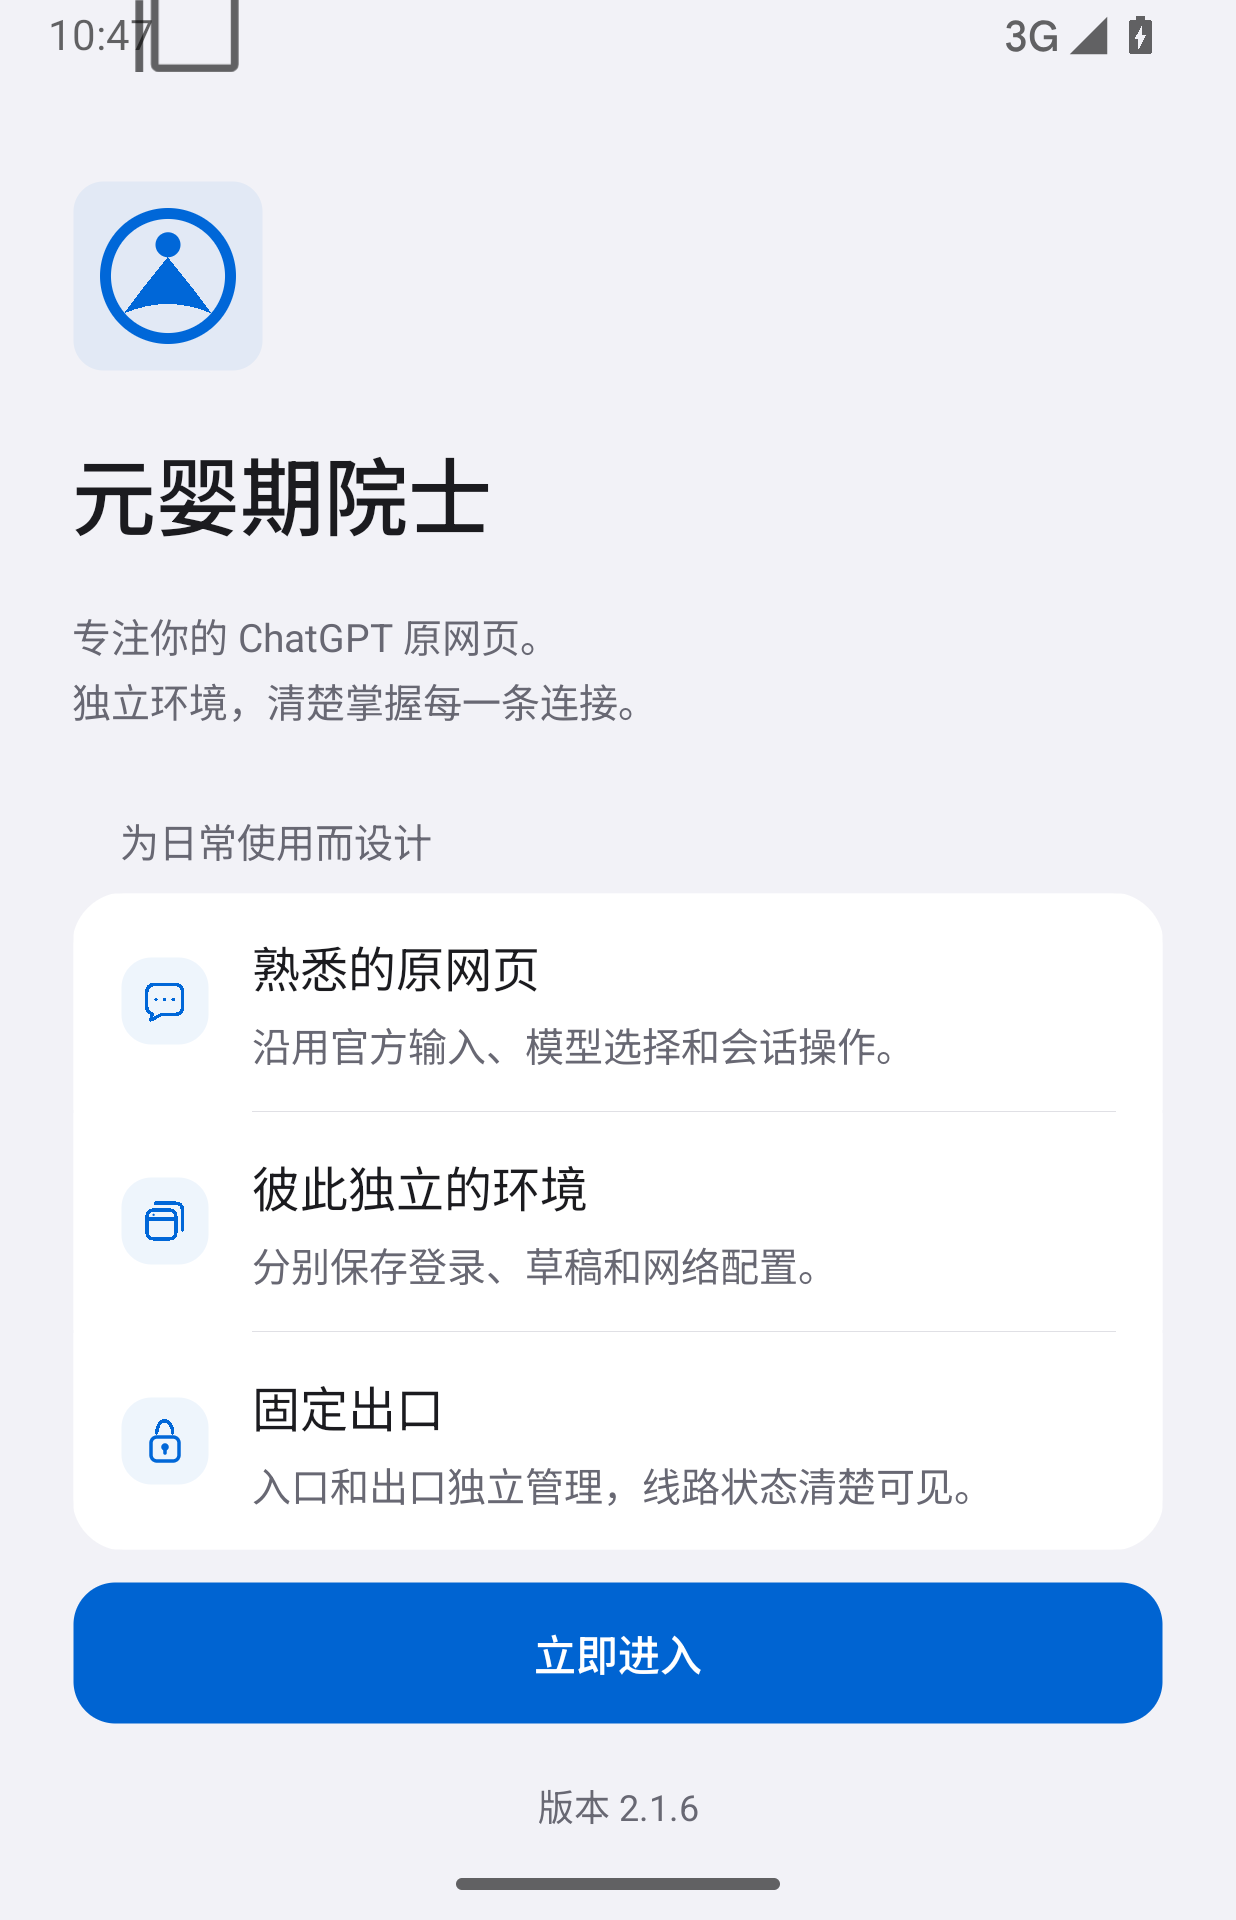 10:47
3G
元婴期院士
专注你的 ChatGPT 原网页。
独立环境，清楚掌握每一条连接。
为日常使用而设计
熟悉的原网页
沿用官方输入、模型选择和会话操作。
彼此独立的环境
分别保存登录、草稿和网络配置。
固定出口
入口和出口独立管理，线路状态清楚可见。
立即进入
版本 2.1.6